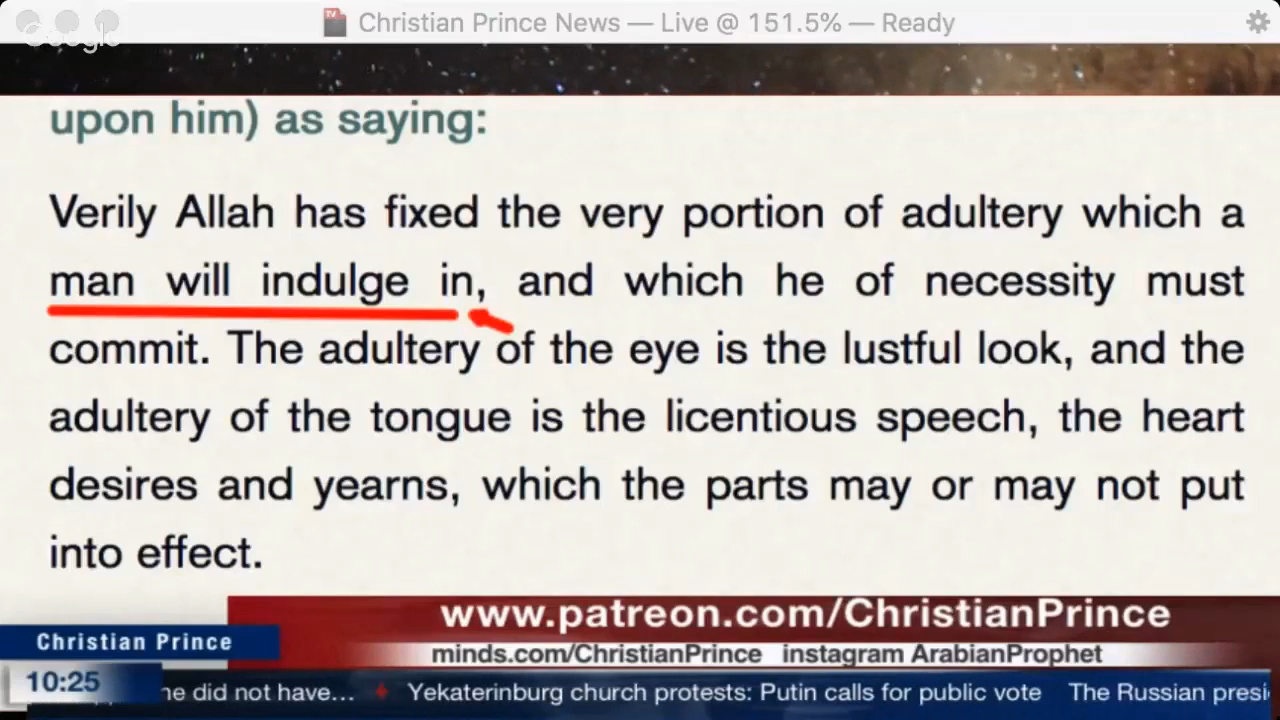 Christian Prince News — Live @ 151.5% — Ready
Google
upon him) as saying:
Verily Allah has fixed the very portion of adultery which a
man will indulge in, and which he of necessity must
commit. The adultery of the eye is the lustful look, and the
adultery of the tongue is the licentious speech, the heart
desires and yearns, which the parts may or may not put
into effect.
www.patreon.com/ChristianPrince
Christian Prince
minds.com/ChristianPrince instagram ArabianProphet
10:25
he did not have... Yekaterinburg church protests: Putin calls for public vote The Russian presi